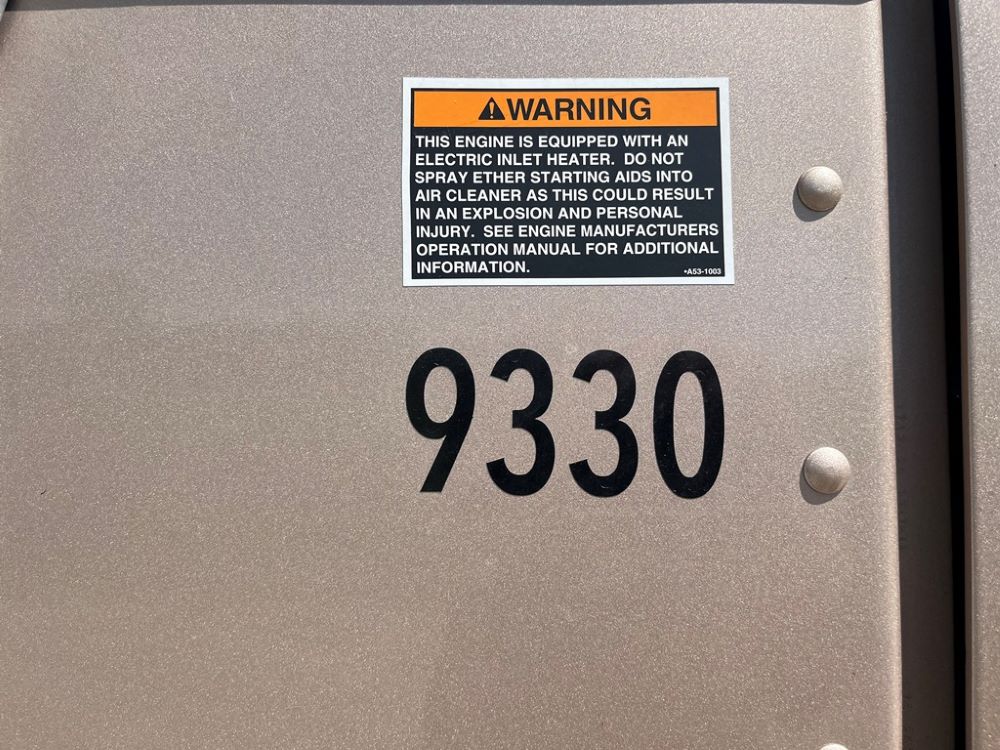 WARNING
THIS ENGINE IS EQUIPPED WITH AN
ELECTRIC INLET HEATER. DO NOT
SPRAY ETHER STARTING AIDS INTO
AIR CLEANER AS THIS COULD RESULT
IN AN EXPLOSION AND PERSONAL
INJURY. SEE ENGINE MANUFACTURERS
OPERATION MANUAL FOR ADDITIONAL
INFORMATION. •A53-1003
9330